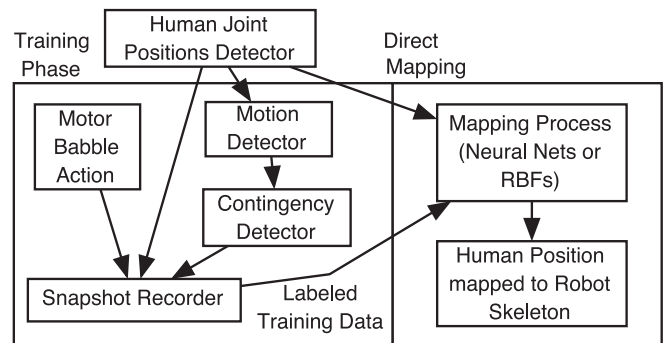 Training
Phase
Human Joint
Positions Detector
Direct
Mapping
Motor
Babble
Action
Motion
Detector
Contingency
Detector
Snapshot Recorder
Labeled
Training Data
Mapping Process
(Neural Nets or
RBFs)
Human Position
mapped to Robot
Skeleton